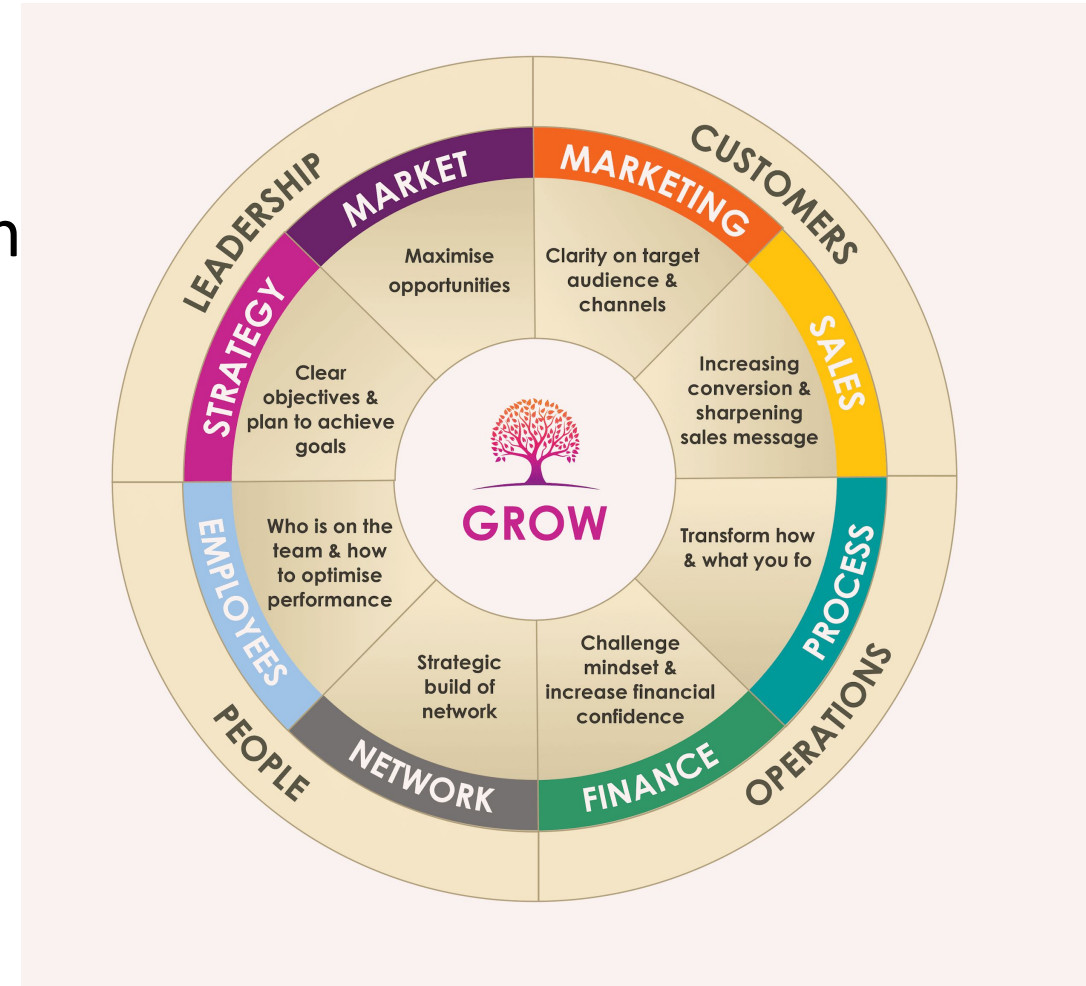 n
LEADERSHIP
CUSTOMERS
MARKET
MARKETING
Maximise
opportunities
Clarity on target
audience &
channels
STRATEGY
SALES
Clear
objectives &
plan to achieve
goals
Increasing
conversion &
sharpening
sales message
GROW
EMPLOYEES
Who is on the
team & how
to optimise
performance
Transform how
& what you fo
PROCESS
Strategic
build of
network
Challenge
mindset &
increase financial
confidence
PEOPLE
NETWORK
FINANCE
OPERATIONS